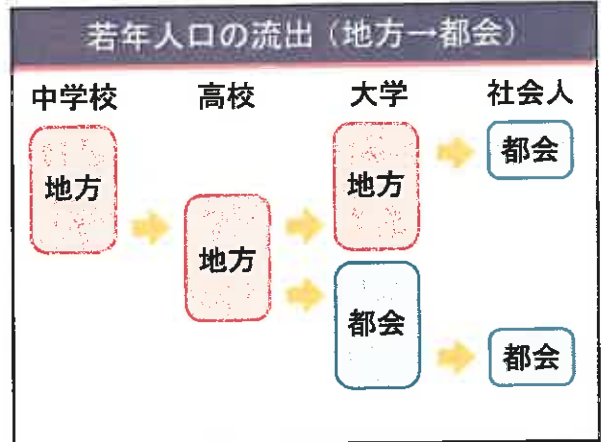 若年人口の流出（地方→都会）
中学校 高校 大学 社会人
地方 地方 都会
地方
都会
都会